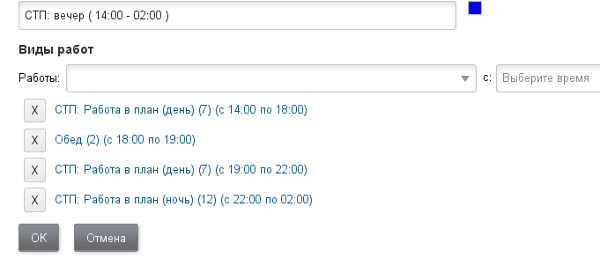 СТП: вечер ( 14:00 - 02:00 )
Виды работ
Работы: с: Выберите время
X СТП: Работа в план (день) (7) (с 14:00 по 18:00)
X Обед (2) (с 18:00 по 19:00)
X СТП: Работа в план (день) (7) (с 19:00 по 22:00)
X СТП: Работа в план (ночь) (12) (с 22:00 по 02:00)
ОК Отмена